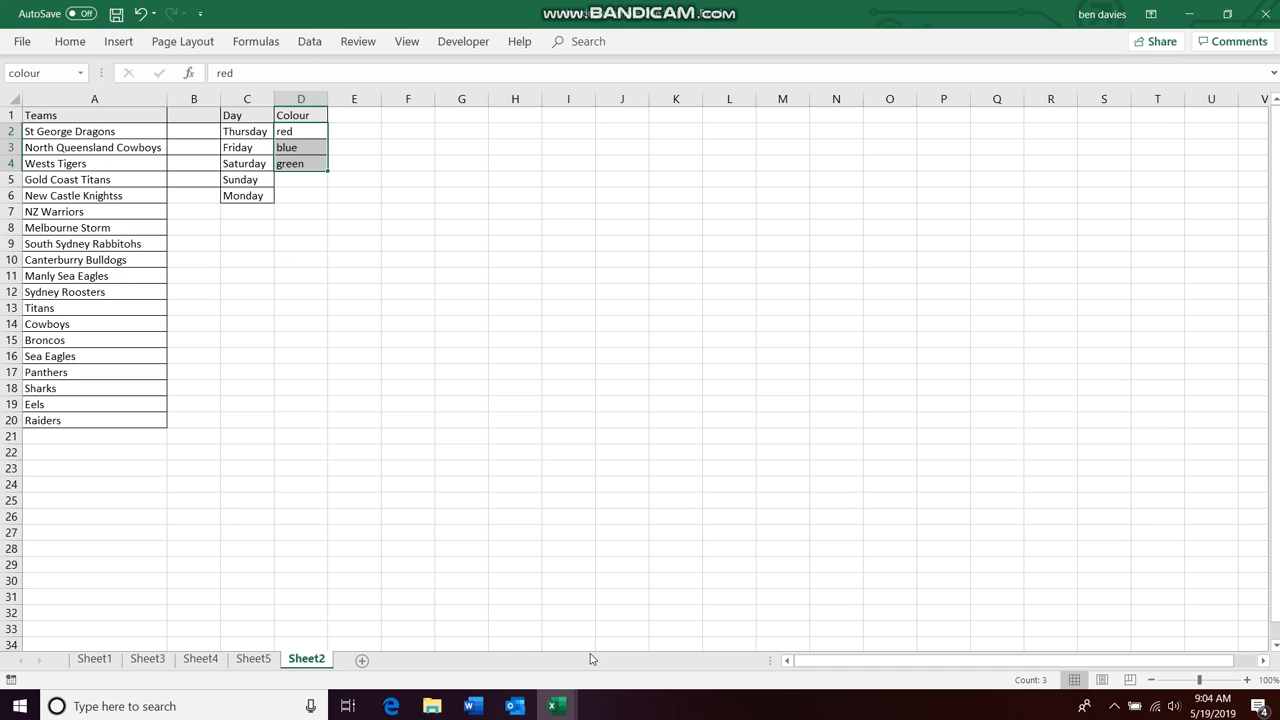 AutoSave Off
www.BANDICAM.com
ben davies
File Home Insert Page Layout Formulas Data Review View Developer Help Search Share Comments
colour fx red
A B C D E F G H I J K L M N O P Q R S T U V
1 Teams Day Colour
2 St George Dragons Thursday red
3 North Queensland Cowboys Friday blue
4 Wests Tigers Saturday green
5 Gold Coast Titans Sunday
6 New Castle Knightss Monday
7 NZ Warriors
8 Melbourne Storm
9 South Sydney Rabbitohs
10 Canterburry Bulldogs
11 Manly Sea Eagles
12 Sydney Roosters
13 Titans
14 Cowboys
15 Broncos
16 Sea Eagles
17 Panthers
18 Sharks
19 Eels
20 Raiders
21
22
23
24
25
26
27
28
29
30
31
32
33
34
Sheet1 Sheet3 Sheet4 Sheet5 Sheet2
Count: 3 100%
Type here to search 9:04 AM
5/19/2019 4